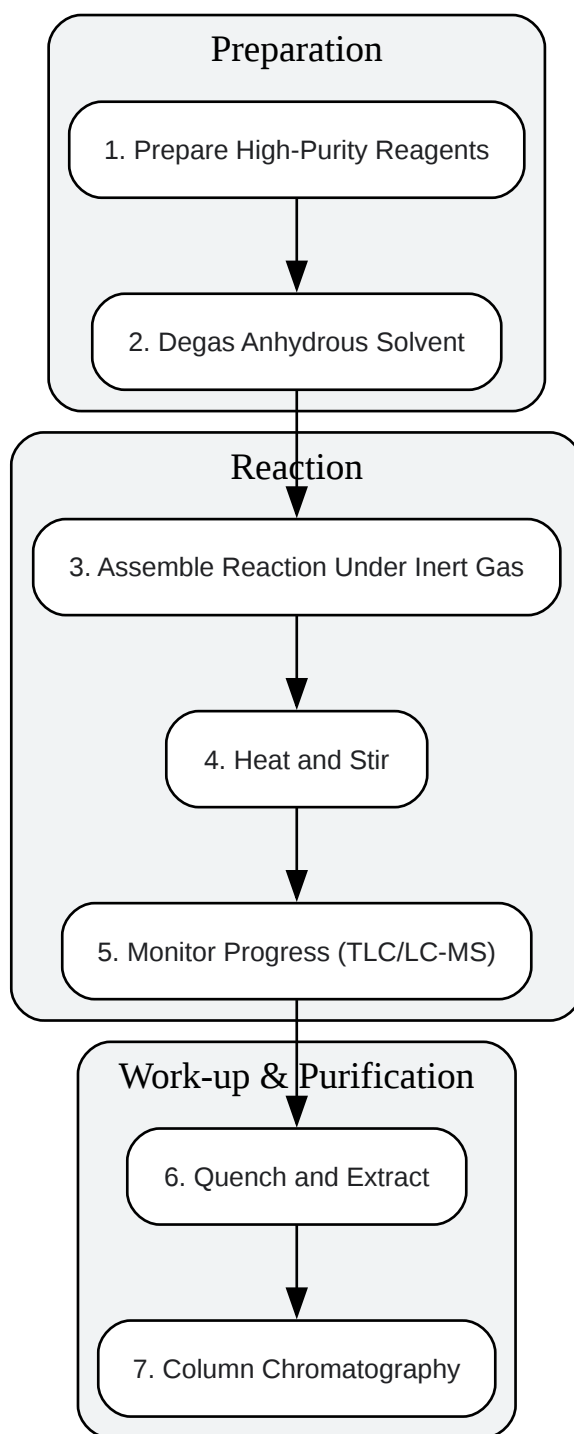 Preparation
1. Prepare High-Purity Reagents
2. Degas Anhydrous Solvent
Reaction
3. Assemble Reaction Under Inert Gas
4. Heat and Stir
5. Monitor Progress (TLC/LC-MS)
Work-up & Purification
6. Quench and Extract
7. Column Chromatography